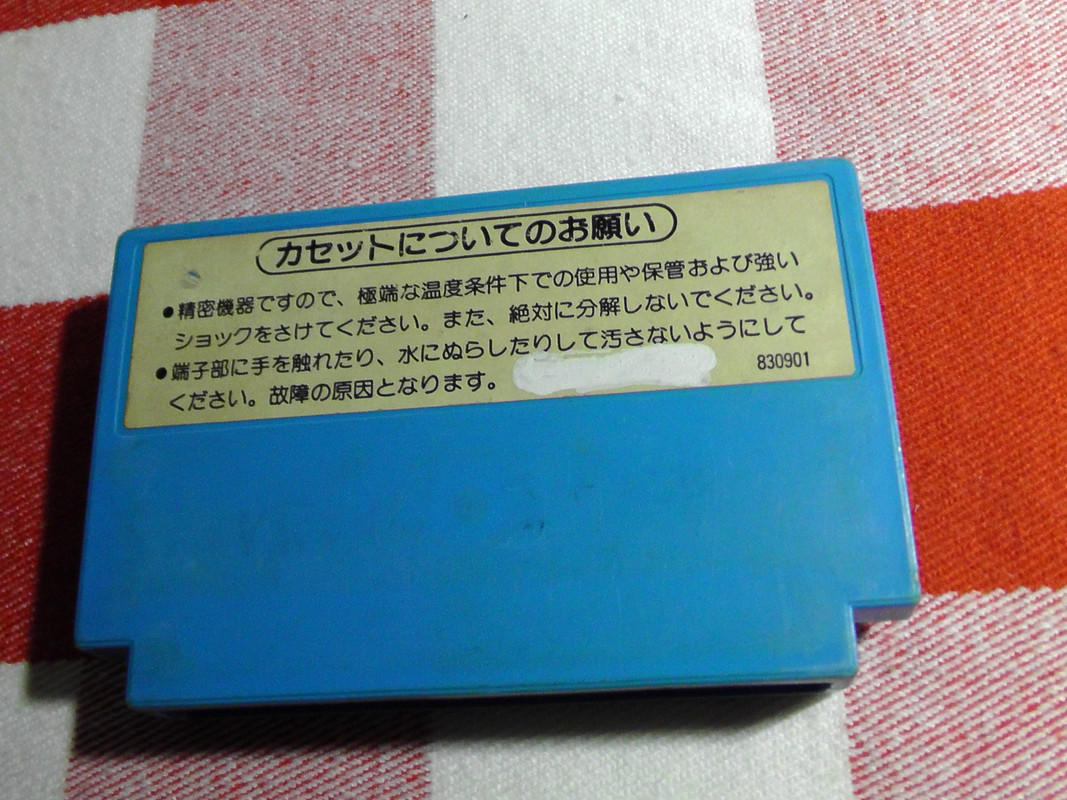 カセットについてのお願い
●精密機器ですので、極端な温度条件下での使用や保管および強い
ショックをさけてください。また、絶対に分解しないでください。
●端子部に手を触れたり、水にぬらしたりして汚さないようにして
ください。故障の原因となります。
830901